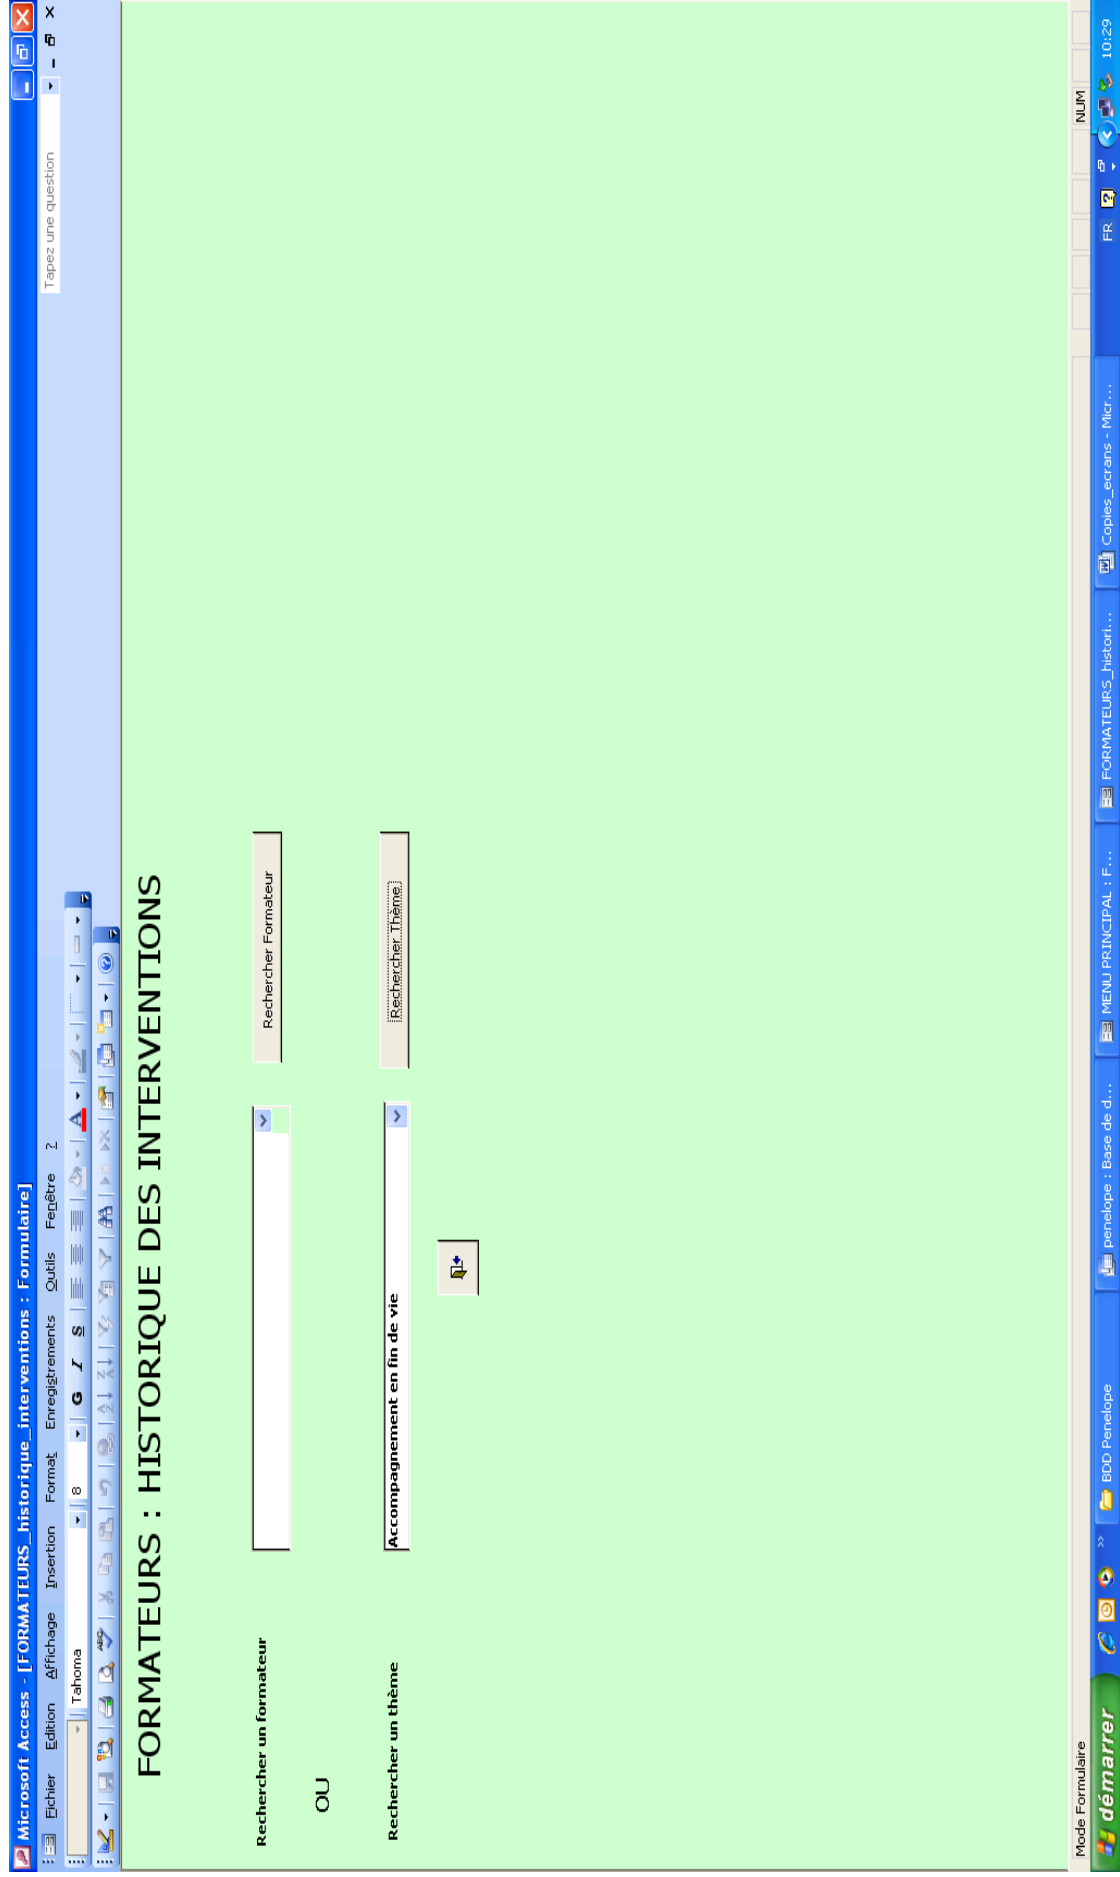 Microsoft Access - [FORMATEURS_historique_interventions : Formulaire]
Fichier Edition Affichage Insertion Format Enregistrements Outils Fenêtre ? Tapez une question
Tahoma 8 G I S A
FORMATEURS : HISTORIQUE DES INTERVENTIONS
Rechercher un formateur Rechercher Formateur
OU
Rechercher un thème Accompagnement en fin de vie Rechercher Thème
Mode Formulaire NUM
démarrer BDD Penelope penelope : Base de d... MENU PRINCIPAL : F... FORMATEURS_histori... Copies_ecrans - Micr... FR 10:29